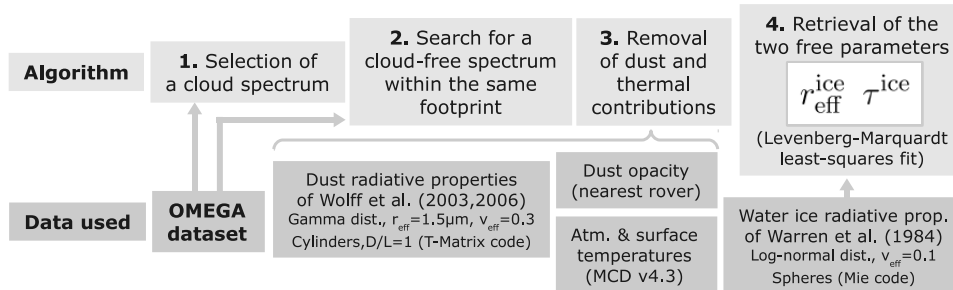 Algorithm
1. Selection of
a cloud spectrum
2. Search for a
cloud-free spectrum
within the same
footprint
3. Removal
of dust and
thermal
contributions
4. Retrieval of the
two free parameters
r_eff^ice τ^ice
(Levenberg-Marquardt
least-squares fit)
Data used
OMEGA
dataset
Dust radiative properties
of Wolff et al. (2003,2006)
Gamma dist., r_eff=1.5µm, v_eff=0.3
Cylinders,D/L=1 (T-Matrix code)
Dust opacity
(nearest rover)
Atm. & surface
temperatures
(MCD v4.3)
Water ice radiative prop.
of Warren et al. (1984)
Log-normal dist., v_eff=0.1
Spheres (Mie code)